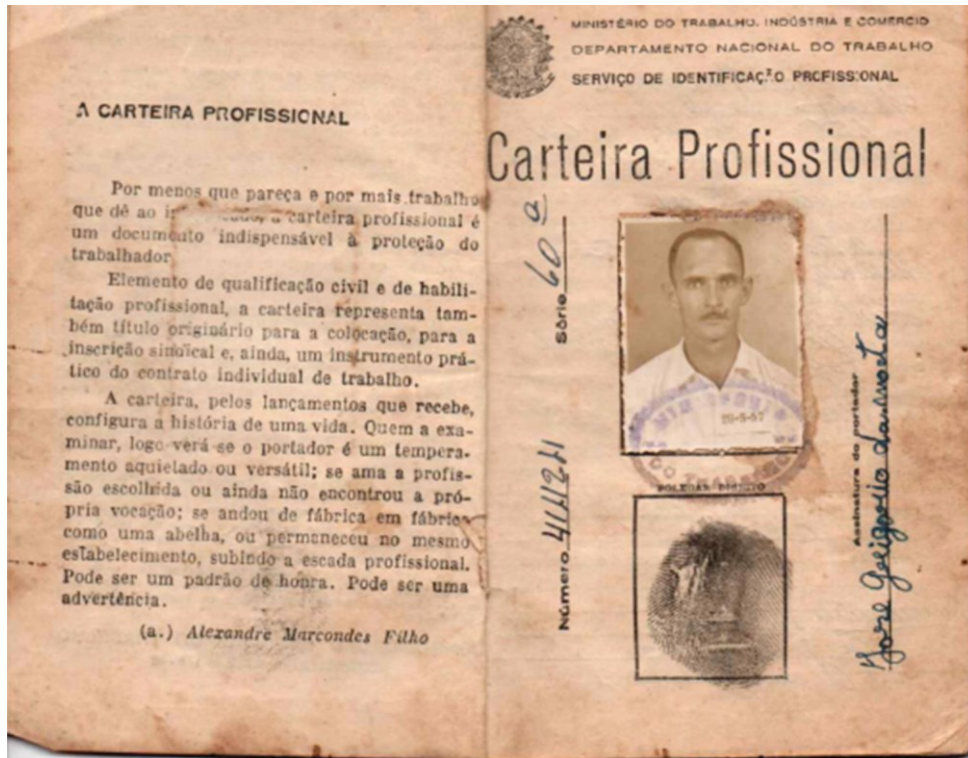 A CARTEIRA PROFISSIONAL
Por menos que pareça e por mais trabalho
que dê ao a carteira profissional é
um documento indispensável à proteção do
trabalhador
Elemento de qualificação civil e de habili-
tação profissional, a carteira representa tam-
bém título originário para a colocação, para a
inscrição sindical e, ainda, um instrumento prá-
tico do contrato individual de trabalho.
A carteira, pelos lançamentos que recebe,
configura a história de uma vida. Quem a exa-
minar, logo verá se o portador é um tempera-
mento aquietado ou versátil; se ama a profis-
são escolhida ou ainda não encontrou a pró-
pria vocação; se andou de fábrica em fábrica
como uma abelha, ou permaneceu no mesmo
estabelecimento, subindo a escada profissional.
Pode ser um padrão de honra. Pode ser uma
advertência.
(a.) Alexandre Marcondes Filho
MINISTÉRIO DO TRABALHO, INDÚSTRIA E COMERCIO
DEPARTAMENTO NACIONAL DO TRABALHO
SERVIÇO DE IDENTIFICAÇÃO PROFISSIONAL
Carteira Profissional
Número Série 60 a
DO TRABALHO
POLEGAR DIREITO
Assinatura do portador
José